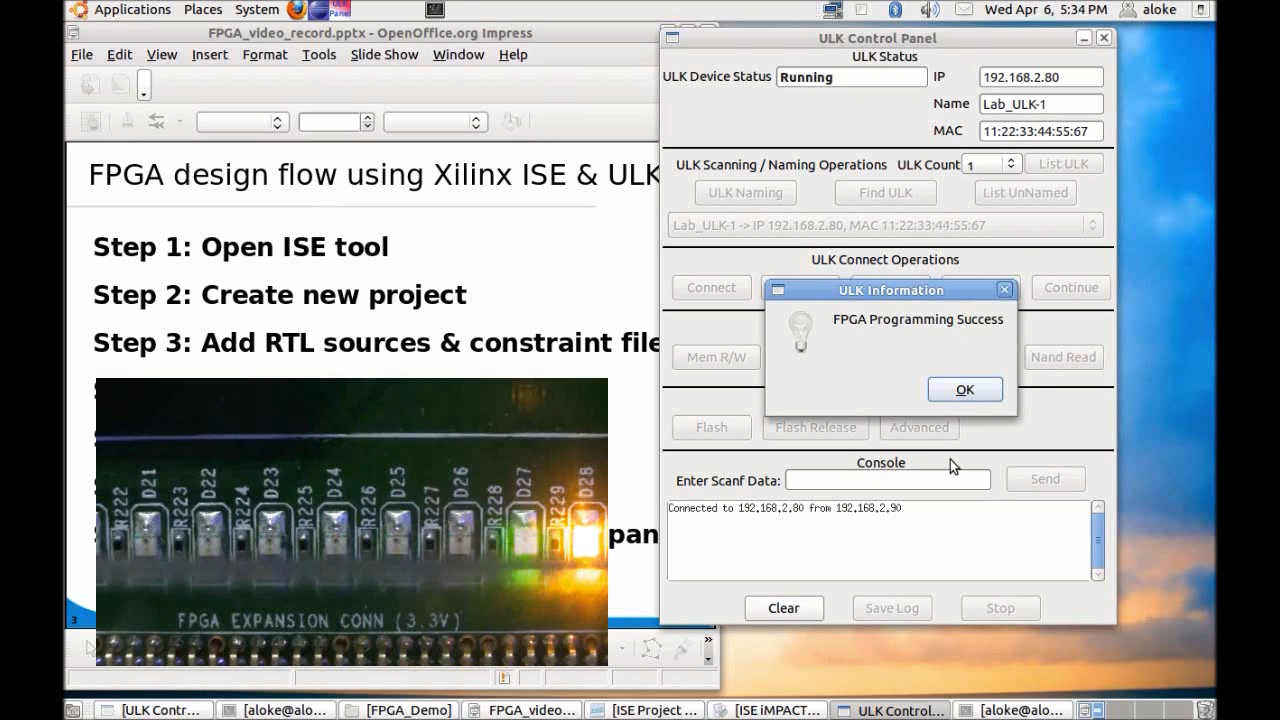 Applications Places System ULK Panel Wed Apr 6, 5:34 PM aloke
FPGA_video_record.pptx - OpenOffice.org Impress
File Edit View Insert Format Tools Slide Show Window Help
FPGA design flow using Xilinx ISE & ULK
Step 1: Open ISE tool
Step 2: Create new project
Step 3: Add RTL sources & constraint file
pan
R222 D21 R223 D22 R224 D23 R225 D24 R226 D25 R227 D26 R228 D27 R229 D28
FPGA EXPANSION CONN (3.3V)
3
ULK Control Panel
ULK Status
ULK Device Status Running IP 192.168.2.80
Name Lab_ULK-1
MAC 11:22:33:44:55:67
ULK Scanning / Naming Operations ULK Count 1 List ULK
ULK Naming Find ULK List UnNamed
Lab_ULK-1 -> IP 192.168.2.80, MAC 11:22:33:44:55:67
ULK Connect Operations
Connect Continue
ULK Information
FPGA Programming Success
OK
Mem R/W Nand Read
Flash Flash Release Advanced
Console
Enter Scanf Data: Send
Connected to 192.168.2.80 from 192.168.2.90
Clear Save Log Stop
[ULK Contr... [aloke@alo... [FPGA_Demo] FPGA_video... [ISE Project ... [ISE iMPACT... ULK Control... [aloke@alo...